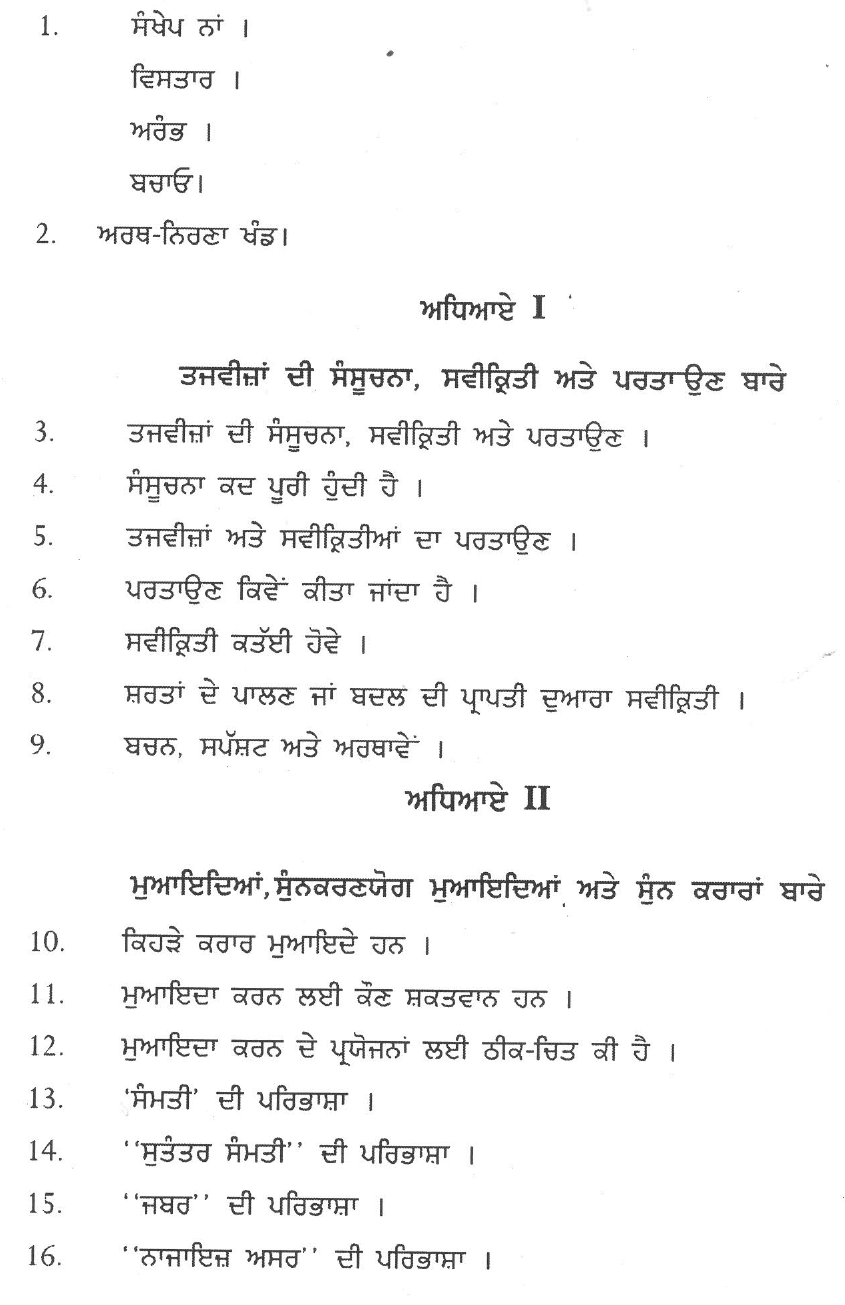 1. ਸੰਖੇਪ ਨਾਂ ।
ਵਿਸਤਾਰ ।
ਅਰੰਭ ।
ਬਚਾਓ।
2. ਅਰਥ-ਨਿਰਣਾ ਖੰਡ।
ਅਧਿਆਏ I
ਤਜਵੀਜ਼ਾਂ ਦੀ ਸੰਸੂਚਨਾ, ਸਵੀਕ੍ਰਿਤੀ ਅਤੇ ਪਰਤਾਉਣ ਬਾਰੇ
3. ਤਜਵੀਜ਼ਾਂ ਦੀ ਸੰਸੂਚਨਾ, ਸਵੀਕ੍ਰਿਤੀ ਅਤੇ ਪਰਤਾਉਣ ।
4. ਸੰਸੂਚਨਾ ਕਦ ਪੂਰੀ ਹੁੰਦੀ ਹੈ ।
5. ਤਜਵੀਜ਼ਾਂ ਅਤੇ ਸਵੀਕ੍ਰਿਤੀਆਂ ਦਾ ਪਰਤਾਉਣ ।
6. ਪਰਤਾਉਣ ਕਿਵੇਂ ਕੀਤਾ ਜਾਂਦਾ ਹੈ ।
7. ਸਵੀਕ੍ਰਿਤੀ ਕਤੱਈ ਹੋਵੇ ।
8. ਸ਼ਰਤਾਂ ਦੇ ਪਾਲਣ ਜਾਂ ਬਦਲ ਦੀ ਪ੍ਰਾਪਤੀ ਦੁਆਰਾ ਸਵੀਕ੍ਰਿਤੀ ।
9. ਬਚਨ, ਸਪੱਸ਼ਟ ਅਤੇ ਅਰਥਾਵੇਂ ।
ਅਧਿਆਏ II
ਮੁਆਇਦਿਆਂ, ਸੁੰਨਕਰਣਯੋਗ ਮੁਆਇਦਿਆਂ ਅਤੇ ਸੁੰਨ ਕਰਾਰਾਂ ਬਾਰੇ
10. ਕਿਹੜੇ ਕਰਾਰ ਮੁਆਇਦੇ ਹਨ ।
11. ਮੁਆਇਦਾ ਕਰਨ ਲਈ ਕੌਣ ਸ਼ਕਤਵਾਨ ਹਨ ।
12. ਮੁਆਇਦਾ ਕਰਨ ਦੇ ਪ੍ਰਯੋਜਨਾਂ ਲਈ ਠੀਕ-ਚਿਤ ਕੀ ਹੈ ।
13. 'ਸੰਮਤੀ' ਦੀ ਪਰਿਭਾਸ਼ਾ ।
14. ''ਸੁਤੰਤਰ ਸੰਮਤੀ'' ਦੀ ਪਰਿਭਾਸ਼ਾ ।
15. ''ਜਬਰ'' ਦੀ ਪਰਿਭਾਸ਼ਾ ।
16. ''ਨਾਜਾਇਜ਼ ਅਸਰ'' ਦੀ ਪਰਿਭਾਸ਼ਾ ।